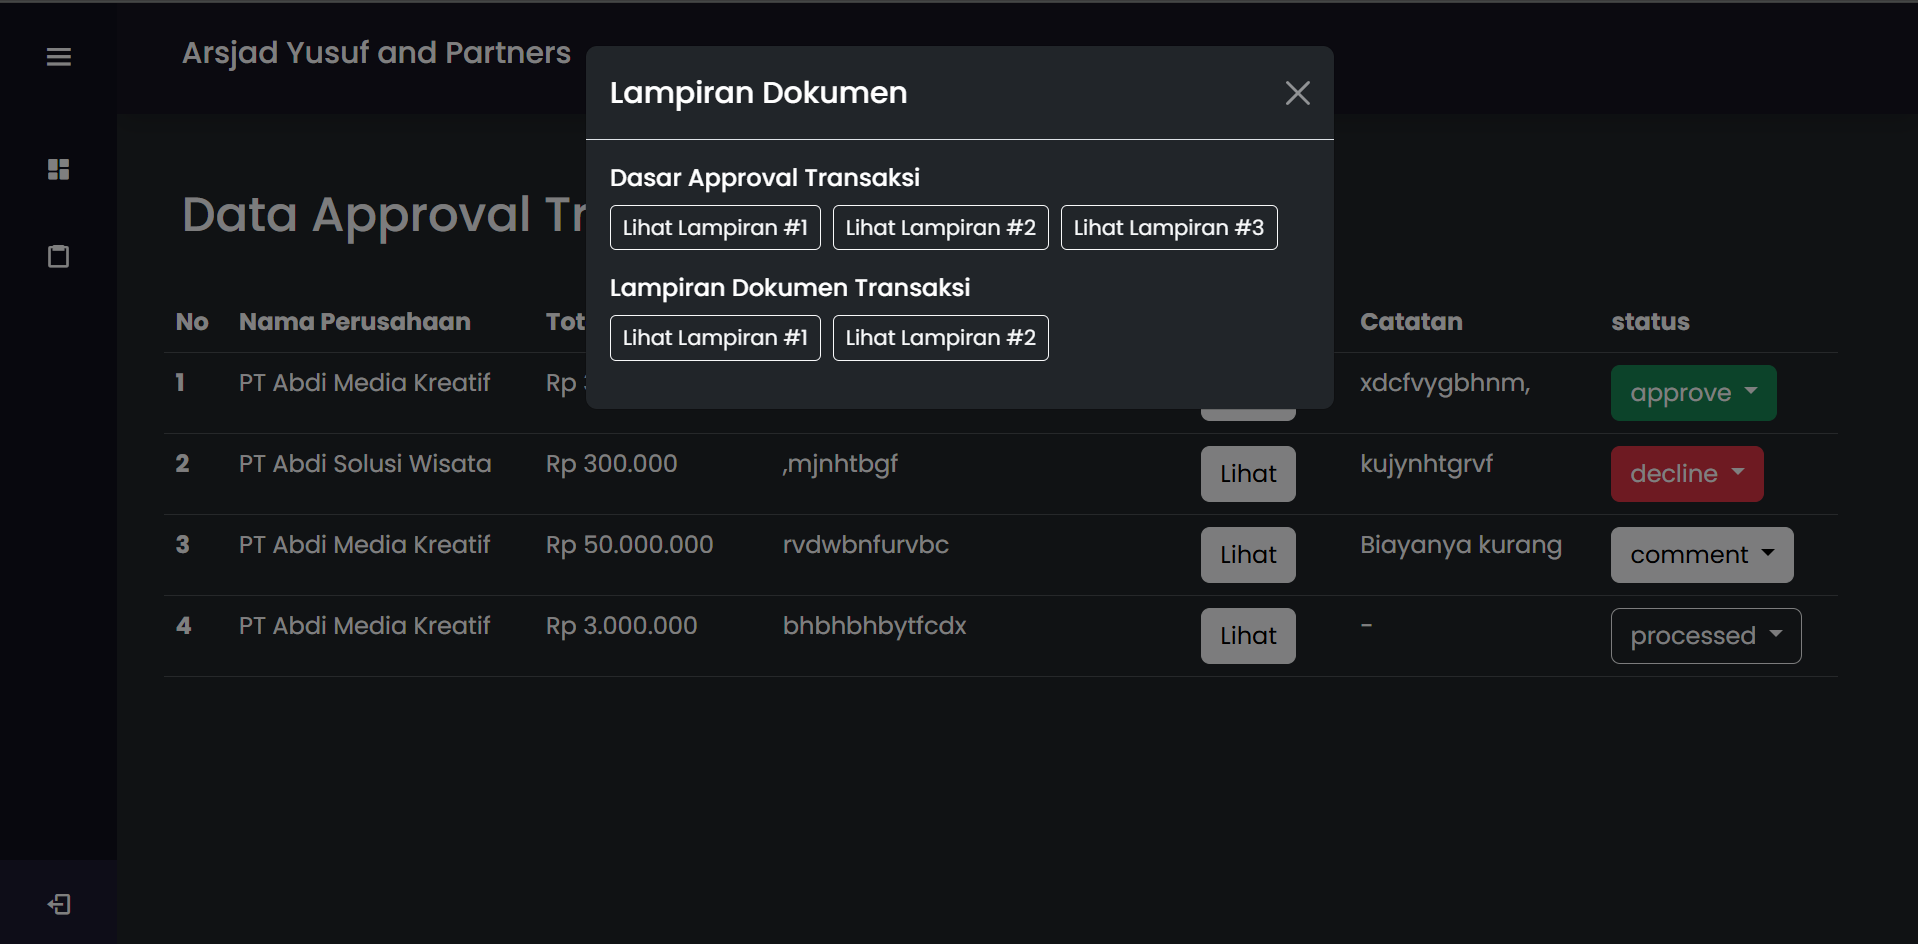 Arsjad Yusuf and Partners
Lampiran Dokumen
Dasar Approval Transaksi
Lihat Lampiran #1 Lihat Lampiran #2 Lihat Lampiran #3
Lampiran Dokumen Transaksi
Lihat Lampiran #1 Lihat Lampiran #2
Data Approval
No Nama Perusahaan Catatan status
1 PT Abdi Media Kreatif Rp xdcfvygbhnm, approve
2 PT Abdi Solusi Wisata Rp 300.000 ,mjnhtbgf Lihat kujynhtgrvf decline
3 PT Abdi Media Kreatif Rp 50.000.000 rvdwbnfurvbc Lihat Biayanya kurang comment
4 PT Abdi Media Kreatif Rp 3.000.000 bhbhbhbytfcdx Lihat - processed